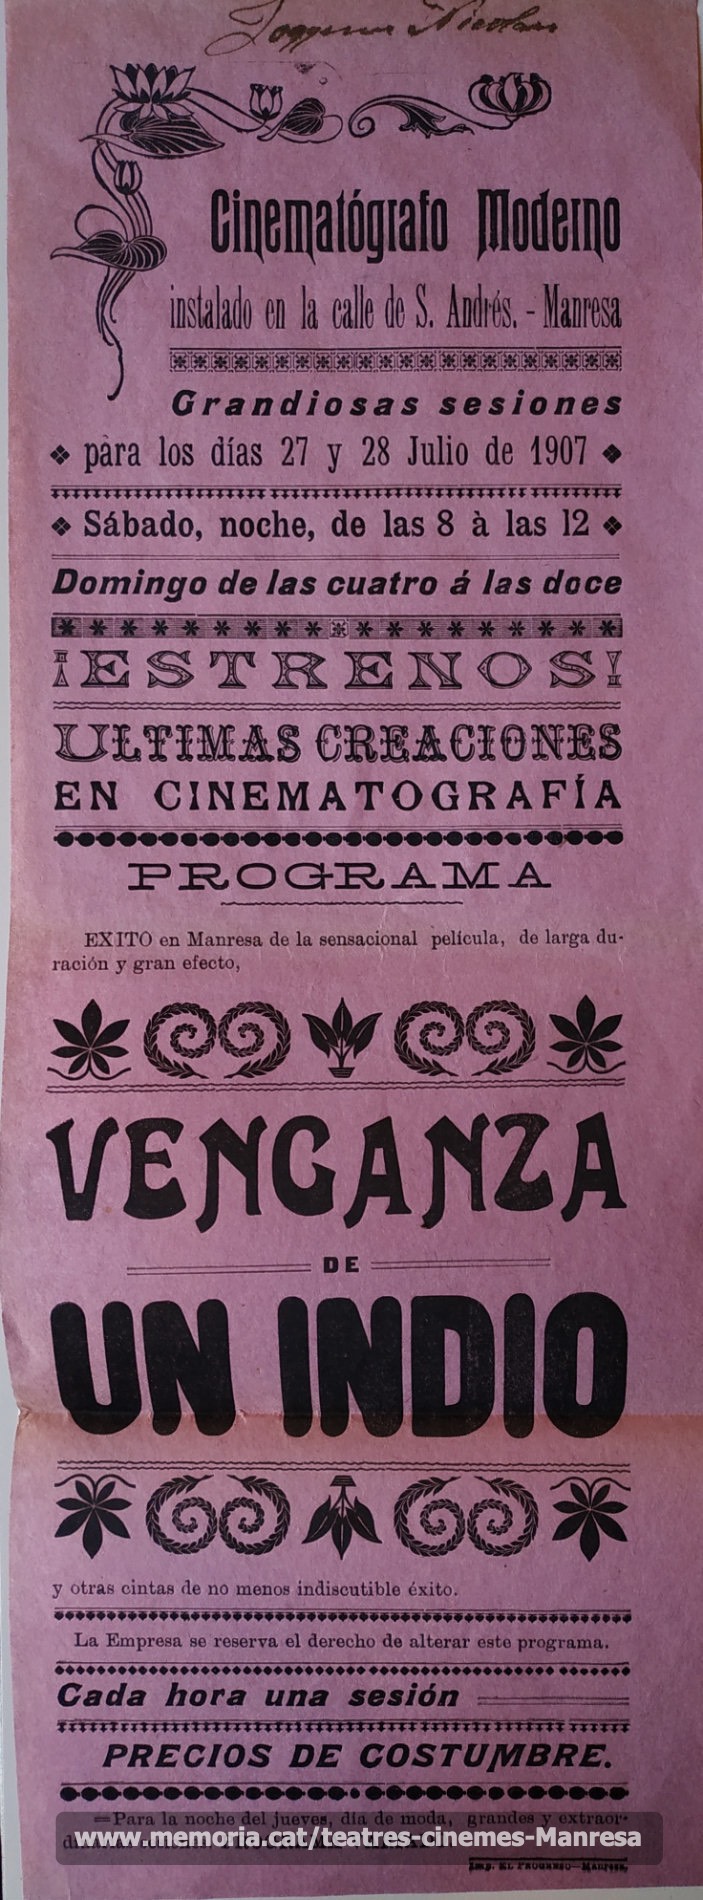 Cinematógrafo Moderno
instalado en la calle de S. Andrés. - Manresa
Grandiosas sesiones
para los días 27 y 28 Julio de 1907
Sábado, noche, de las 8 à las 12
Domingo de las cuatro á las doce
¡ESTRENOS!
ULTIMAS CREACIONES
EN CINEMATOGRAFÍA
PROGRAMA
EXITO en Manresa de la sensacional película, de larga du-
ración y gran efecto,
VENGANZA
DE
UN INDIO
y otras cintas de no menos indiscutible éxito.
La Empresa se reserva el derecho de alterar este programa.
Cada hora una sesión
PRECIOS DE COSTUMBRE.
=Para la noche del jueves, día de moda, grandes y extraor-
www.memoria.cat/teatres-cinemes-Manresa
Imp. EL PROGRESO—Manresa.